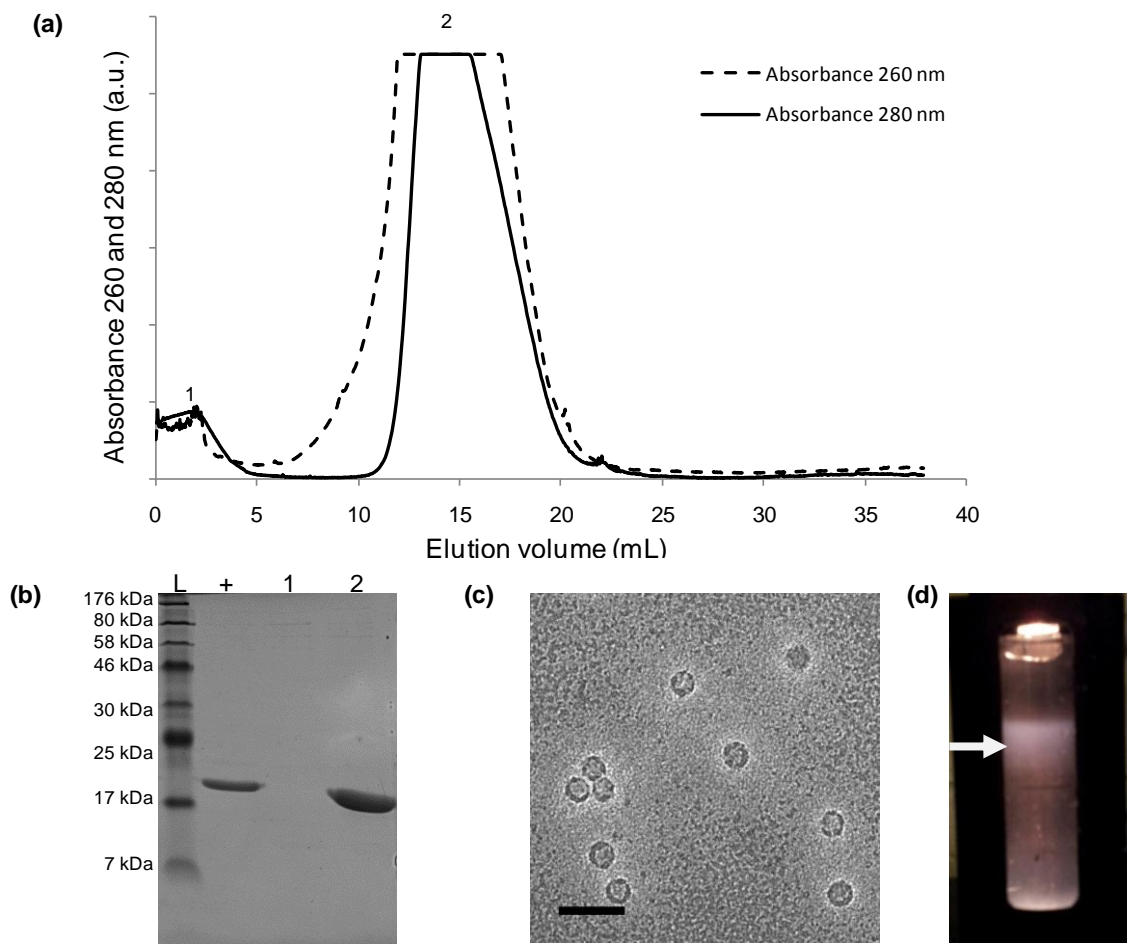 (a)
2
Absorbance 260 nm
Absorbance 280 nm
Absorbance 260 and 280 nm (a.u.)
1
0 5 10 15 20 25 30 35 40
Elution volume (mL)
(b)
L + 1 2
176 kDa
80 kDa
58 kDa
46 kDa
30 kDa
25 kDa
17 kDa
7 kDa
(c)
(d)